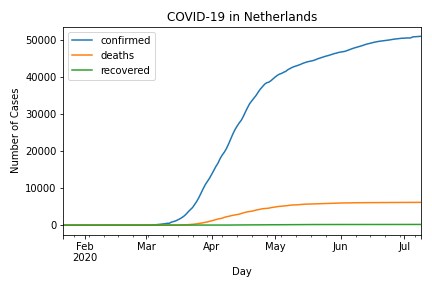 COVID-19 in Netherlands
confirmed
deaths
recovered
Number of Cases
50000
40000
30000
20000
10000
0
Feb
2020
Mar
Apr
May
Jun
Jul
Day